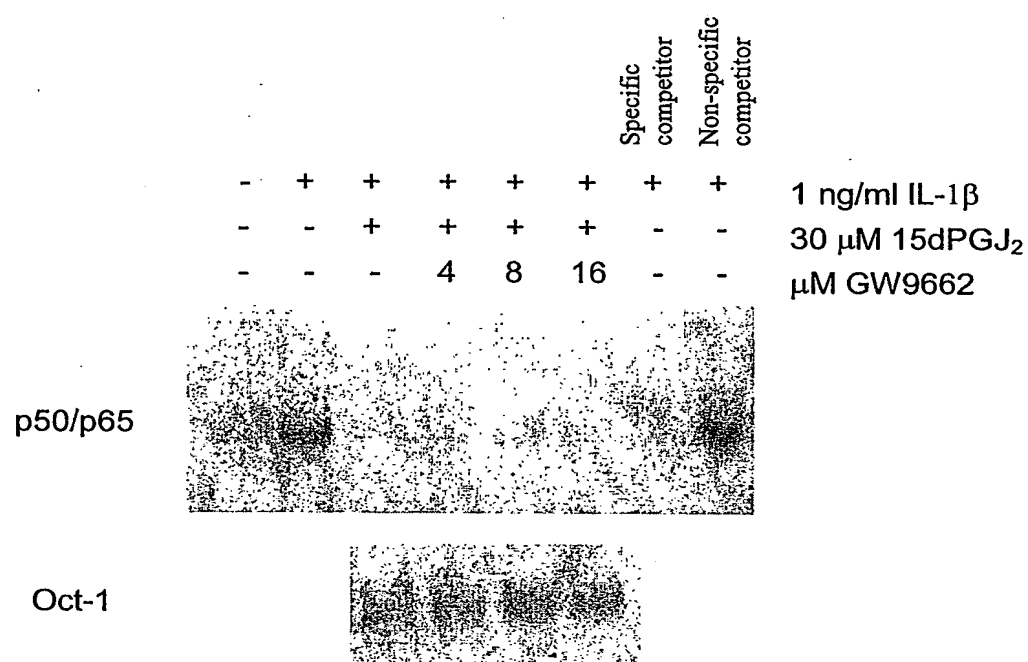 Specific competitor
Non-specific competitor
- + + + + + + + 1 ng/ml IL-1β
- - + + + + - - 30 μM 15dPGJ₂
- - - 4 8 16 - - μM GW9662
p50/p65
Oct-1